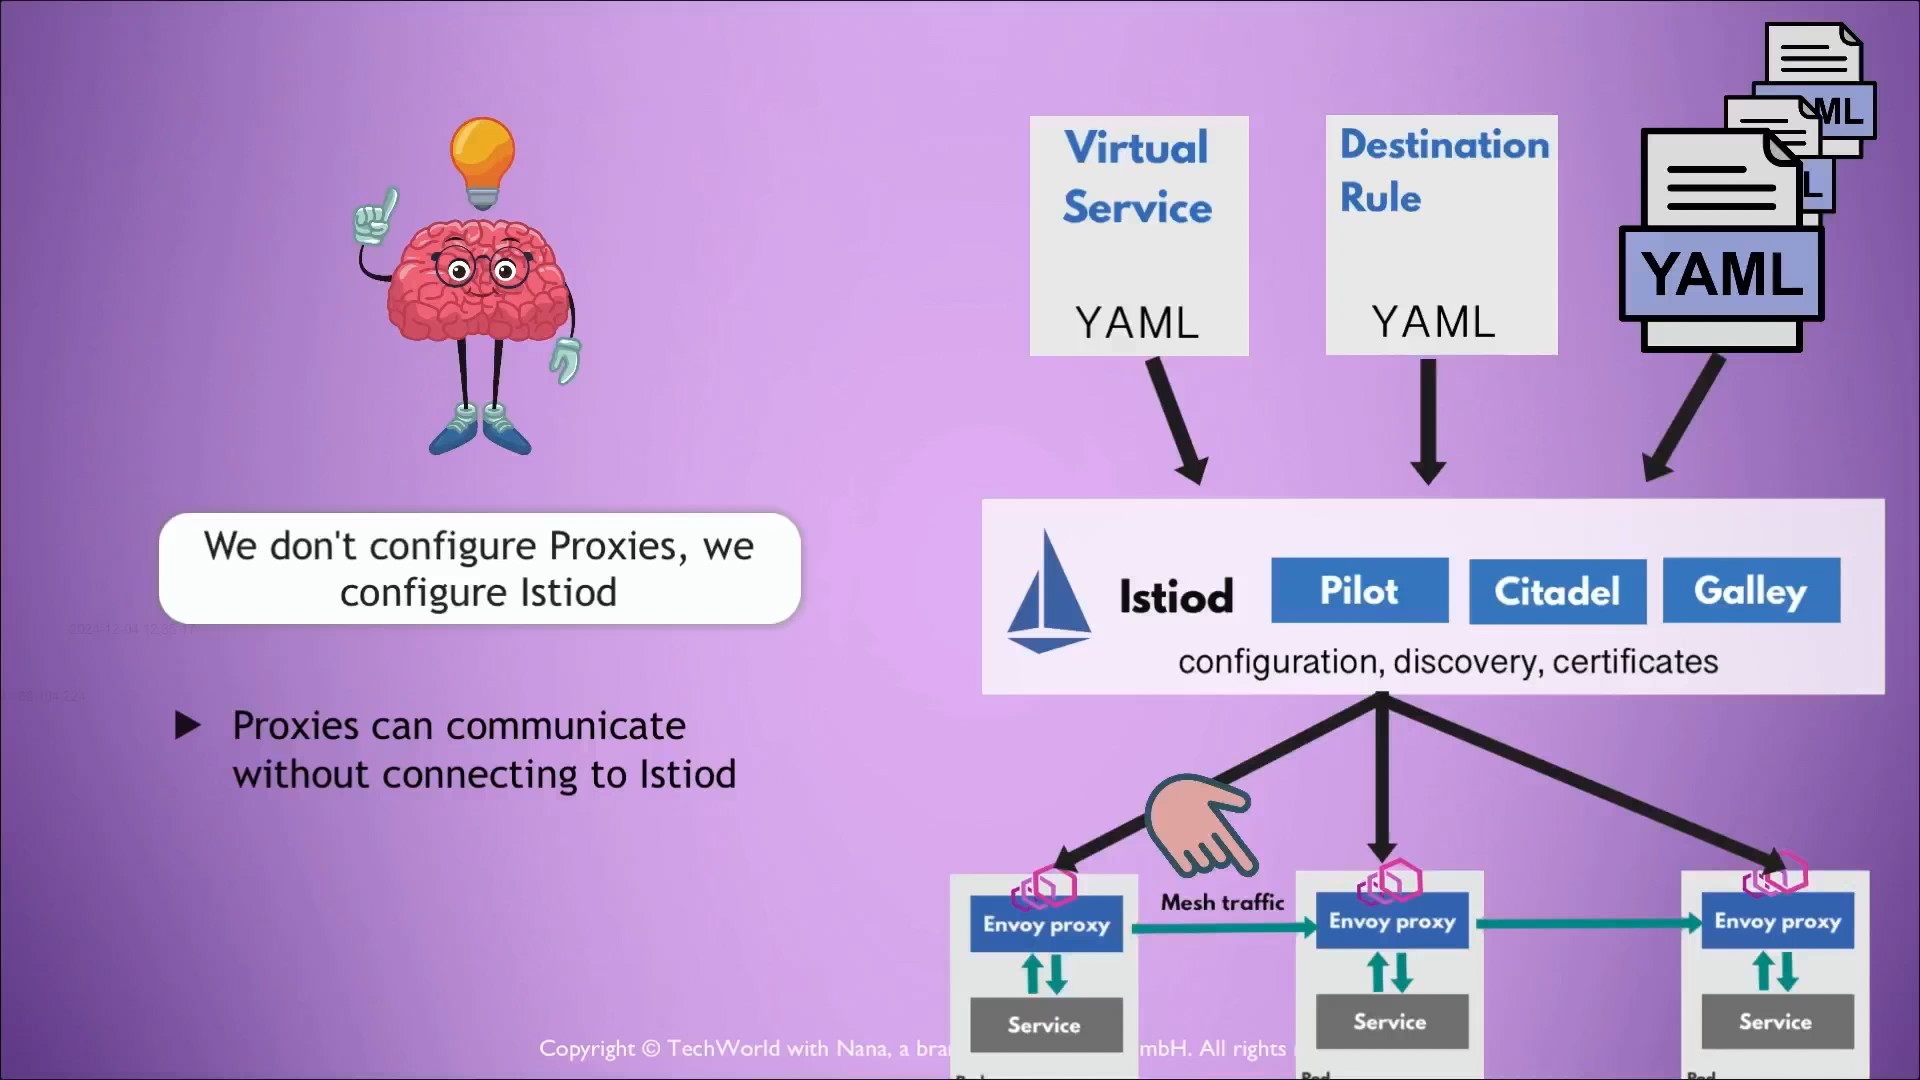 Virtual
Service
YAML
Destination
Rule
YAML
ML
L
YAML
We don't configure Proxies, we
configure Istiod
Istiod
Pilot
Citadel
Galley
configuration, discovery, certificates
Proxies can communicate
without connecting to Istiod
Mesh traffic
Envoy proxy
Envoy proxy
Envoy proxy
Service
Service
Service
Copyright © TechWorld with Nana, a bra
mbH. All rights
Pod
Pod